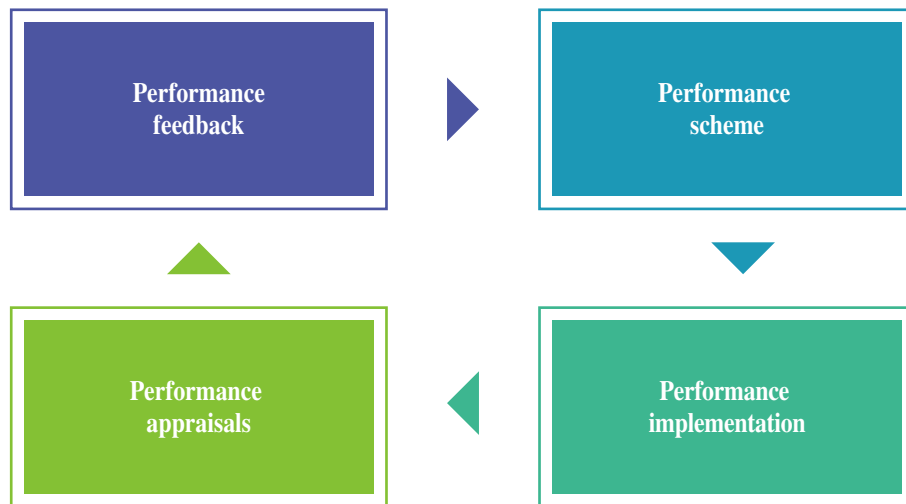 Performance
feedback
Performance
scheme
Performance
appraisals
Performance
implementation